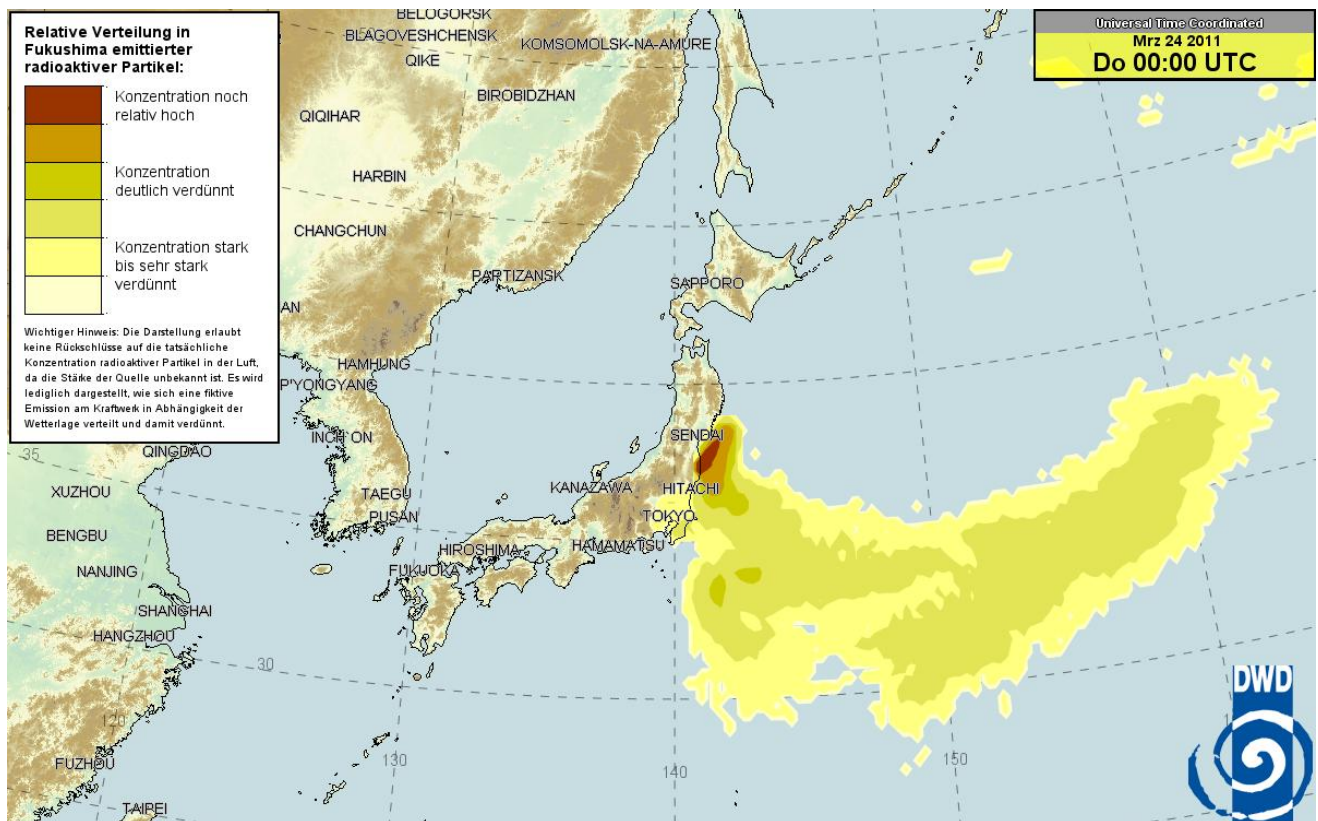 Relative Verteilung in
Fukushima emittierter
radioaktiver Partikel:
Konzentration noch
relativ hoch
Konzentration
deutlich verdünnt
Konzentration stark
bis sehr stark
verdünnt
Wichtiger Hinweis: Die Darstellung erlaubt
keine Rückschlüsse auf die tatsächliche
Konzentration radioaktiver Partikel in der Luft,
da die Stärke der Quelle unbekannt ist. Es wird
lediglich dargestellt, wie sich eine fiktive
Emission am Kraftwerk in Abhängigkeit der
Wetterlage verteilt und damit verdünnt.
Universal Time Coordinated
Mrz 24 2011
Do 00:00 UTC
BELOGORSK
BLAGOVESHCHENSK
KOMSOMOLSK-NA-AMURE
QIKE
BIROBIDZHAN
QIQIHAR
HARBIN
CHANGCHUN
PARTIZANSK
SAPPORO
AN
HAMHUNG
P'YONGYANG
INCH'ON
SENDAI
QINGDAO
35
XUZHOU
TAEGU
KANAZAWA
HITACHI
PUSAN
TOKYO
BENGBU
HIROSHIMA
HAMAMATSU
NANJING
FUKUOKA
SHANGHAI
HANGZHOU
30
120
FUZHOU
130
140
150
TAIPEI
DWD